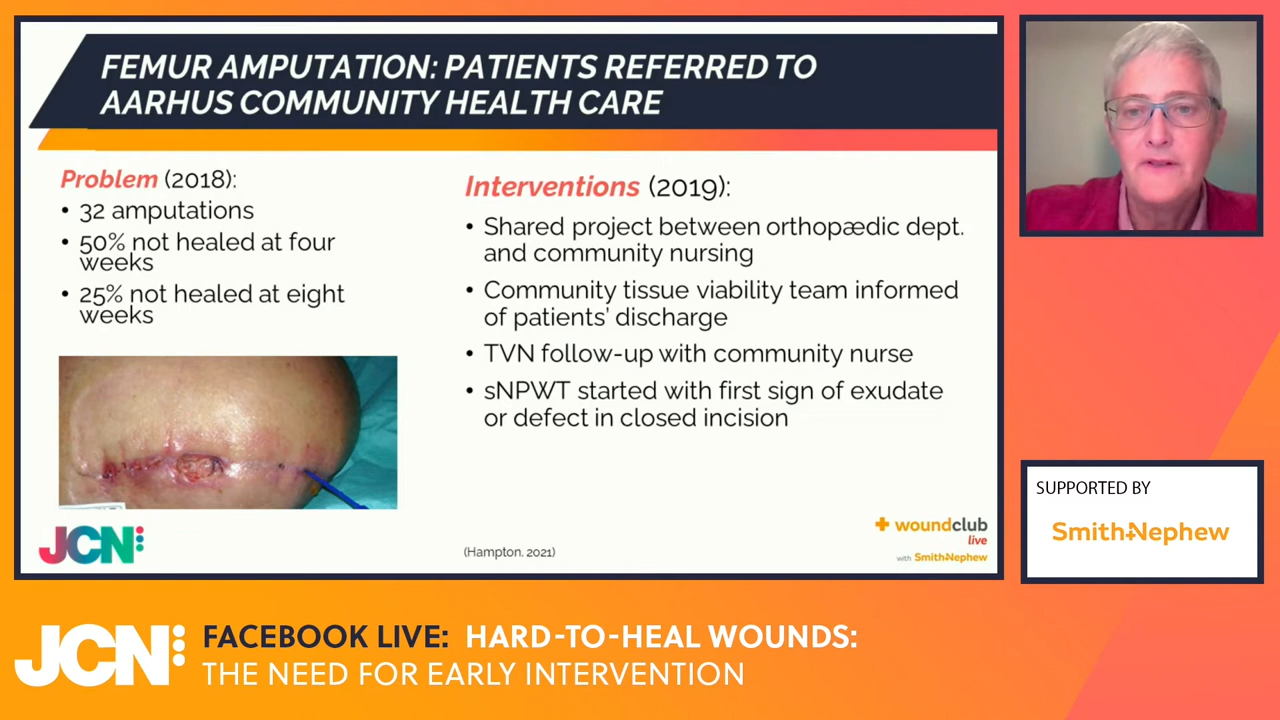 FEMUR AMPUTATION: PATIENTS REFERRED TO
AARHUS COMMUNITY HEALTH CARE
Problem (2018):
• 32 amputations
• 50% not healed at four
weeks
• 25% not healed at eight
weeks
Interventions (2019):
• Shared project between orthopædic dept.
and community nursing
• Community tissue viability team informed
of patients’ discharge
• TVN follow-up with community nurse
• sNPWT started with first sign of exudate
or defect in closed incision
JCN
(Hampton, 2021)
woundclub
live
with Smith+Nephew
SUPPORTED BY
Smith+Nephew
JCN
FACEBOOK LIVE: HARD-TO-HEAL WOUNDS:
THE NEED FOR EARLY INTERVENTION